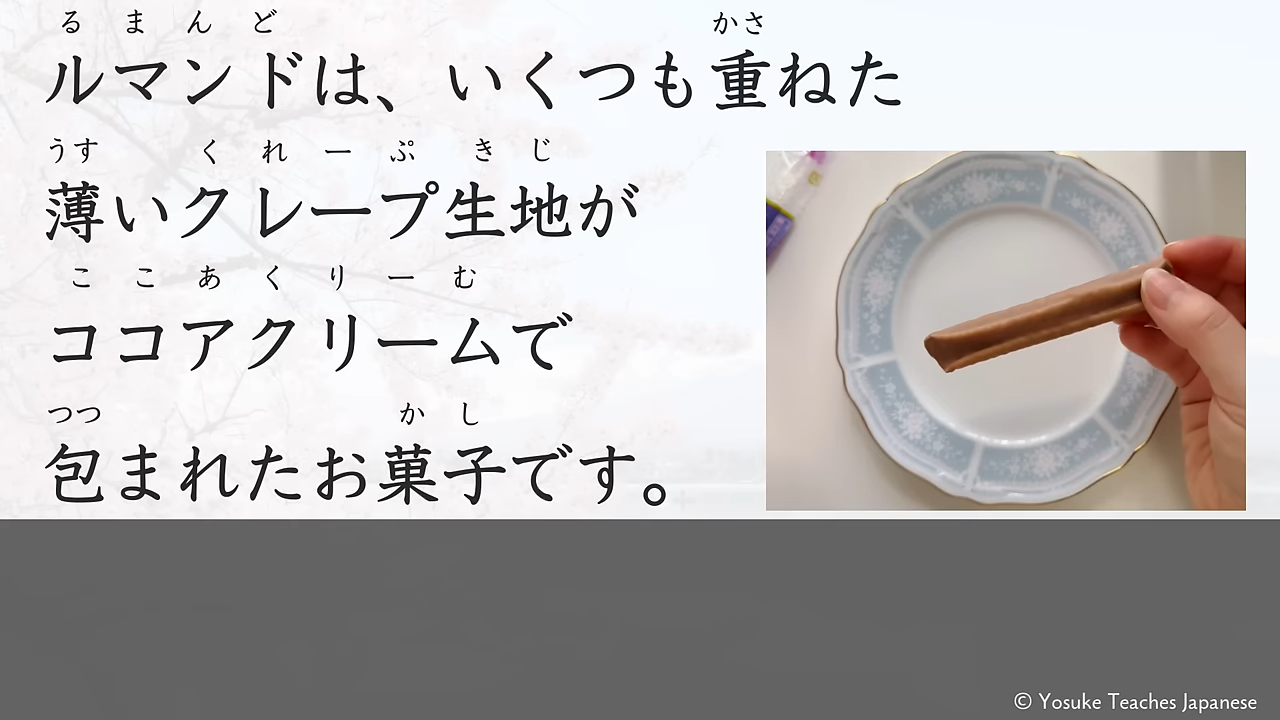 るまんど かさ
ルマンドは、いくつも重ねた
うす くれーぷ きじ
薄いクレープ生地が
ここあくりーむ
ココアクリームで
つつ かし
包まれたお菓子です。
© Yosuke Teaches Japanese